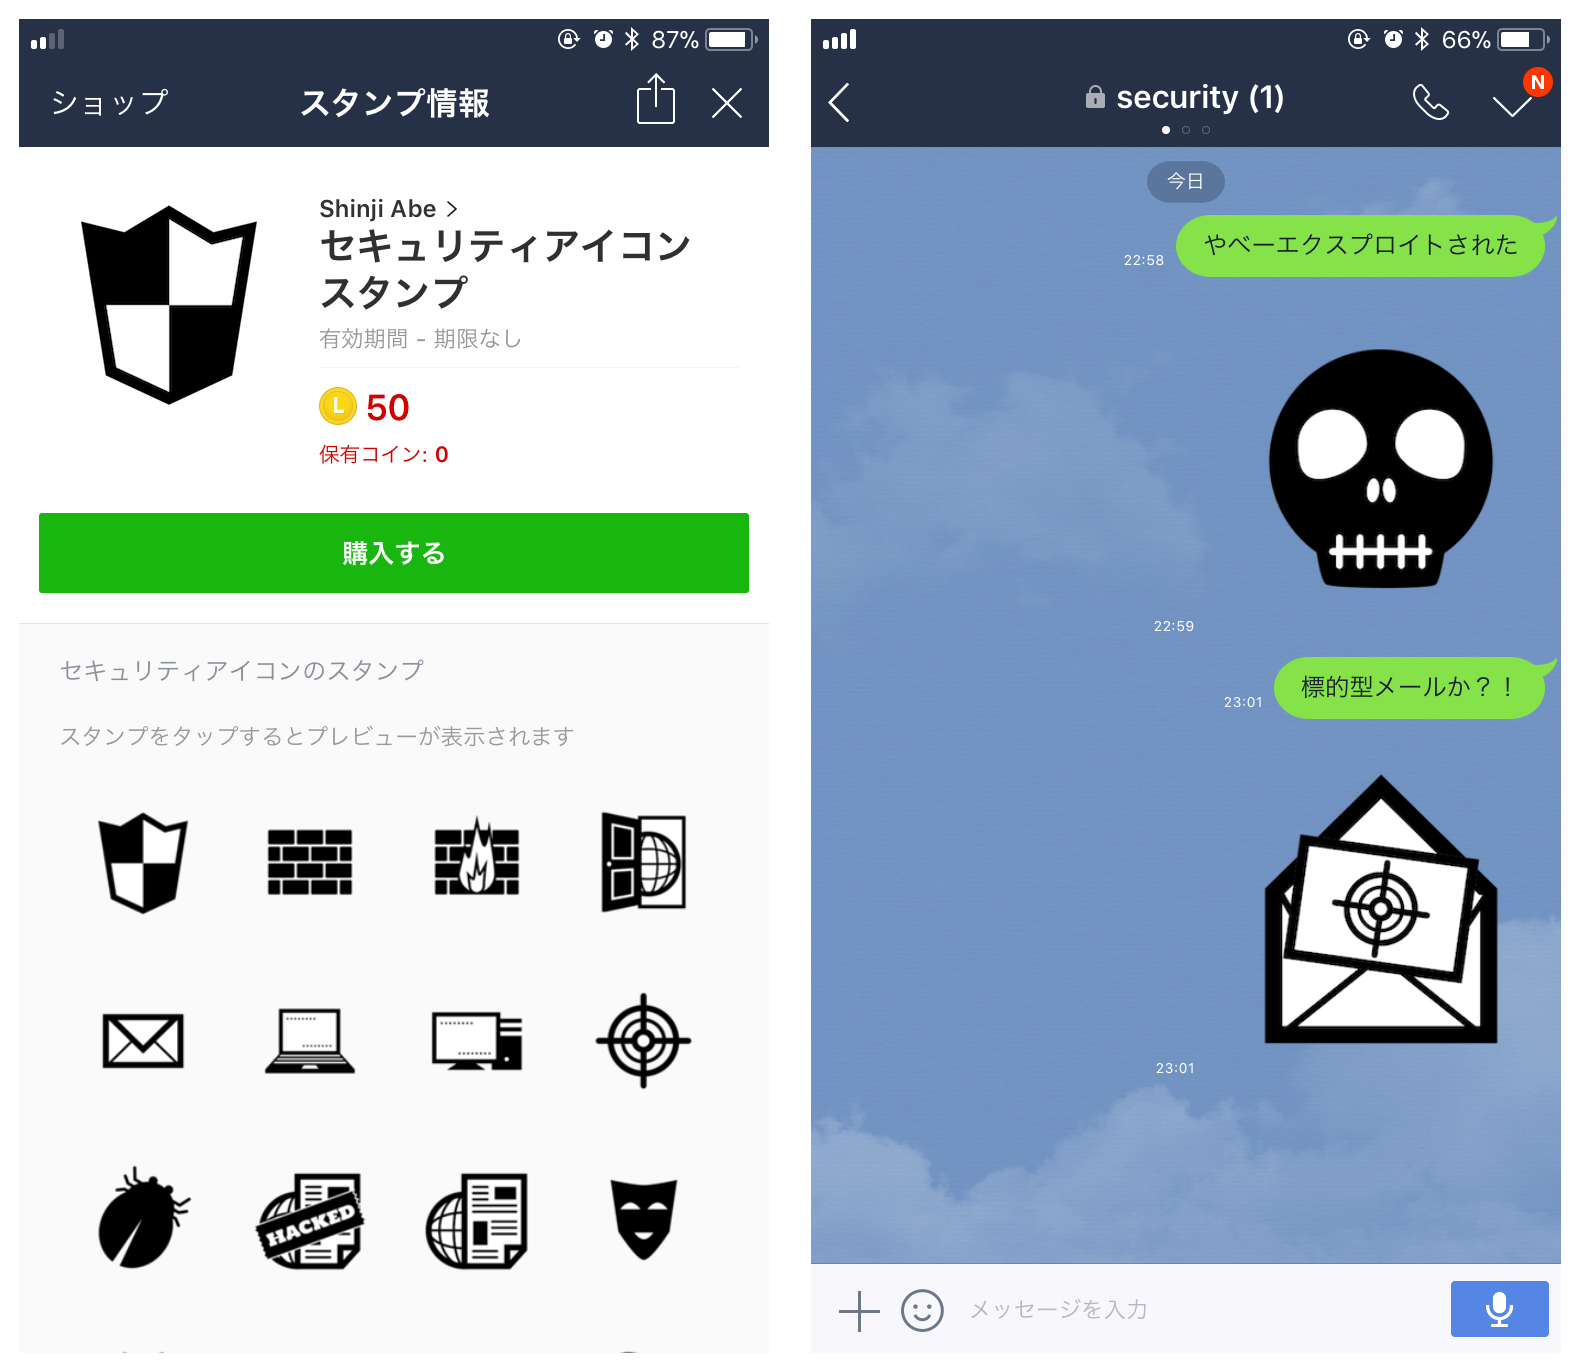 87%
ショップ
スタンプ情報
Shinji Abe
セキュリティアイコン
スタンプ
有効期間 - 期限なし
L 50
保有コイン: 0
購入する
セキュリティアイコンのスタンプ
スタンプをタップするとプレビューが表示されます
HACKED
66%
security (1)
N
今日
やべーエクスプロイトされた
22:58
22:59
標的型メールか？！
23:01
23:01
メッセージを入力